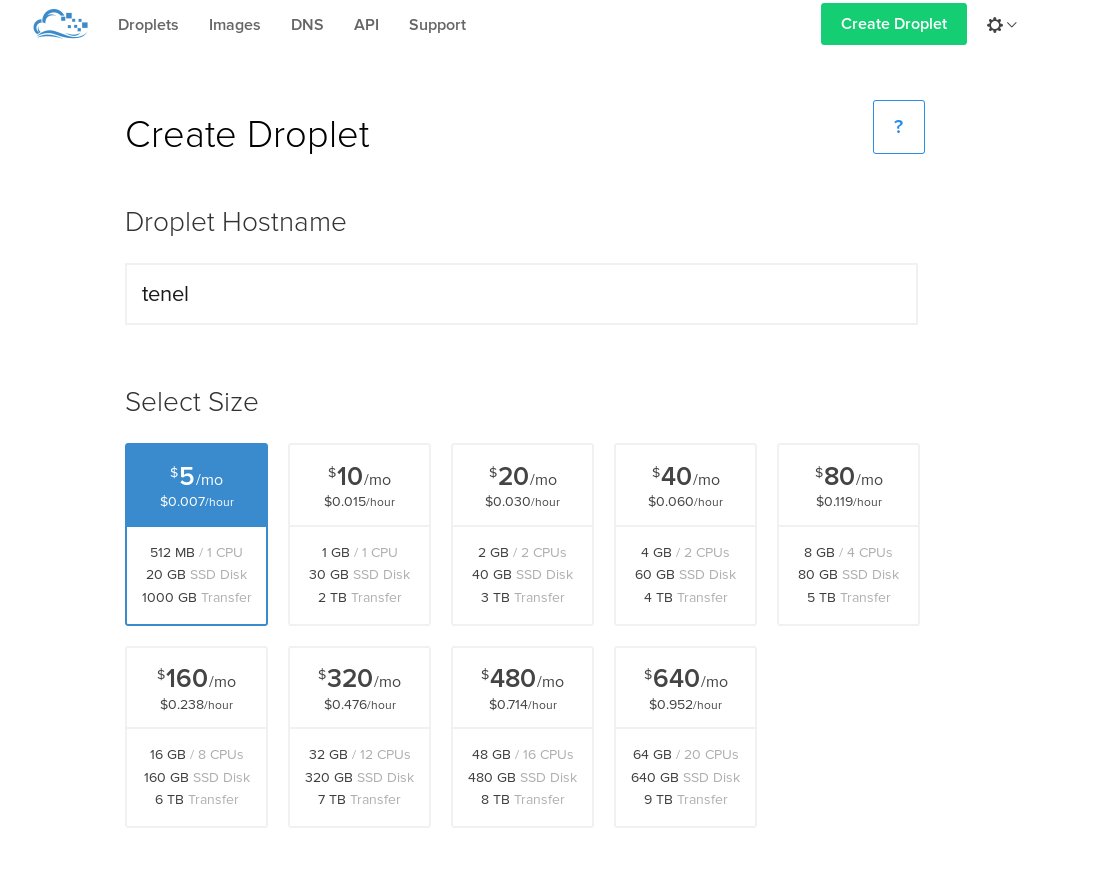 Droplets Images DNS API Support Create Droplet
Create Droplet ?
Droplet Hostname
tenel
Select Size
$5/mo
$0.007/hour
512 MB / 1 CPU
20 GB SSD Disk
1000 GB Transfer
$10/mo
$0.015/hour
1 GB / 1 CPU
30 GB SSD Disk
2 TB Transfer
$20/mo
$0.030/hour
2 GB / 2 CPUs
40 GB SSD Disk
3 TB Transfer
$40/mo
$0.060/hour
4 GB / 2 CPUs
60 GB SSD Disk
4 TB Transfer
$80/mo
$0.119/hour
8 GB / 4 CPUs
80 GB SSD Disk
5 TB Transfer
$160/mo
$0.238/hour
16 GB / 8 CPUs
160 GB SSD Disk
6 TB Transfer
$320/mo
$0.476/hour
32 GB / 12 CPUs
320 GB SSD Disk
7 TB Transfer
$480/mo
$0.714/hour
48 GB / 16 CPUs
480 GB SSD Disk
8 TB Transfer
$640/mo
$0.952/hour
64 GB / 20 CPUs
640 GB SSD Disk
9 TB Transfer